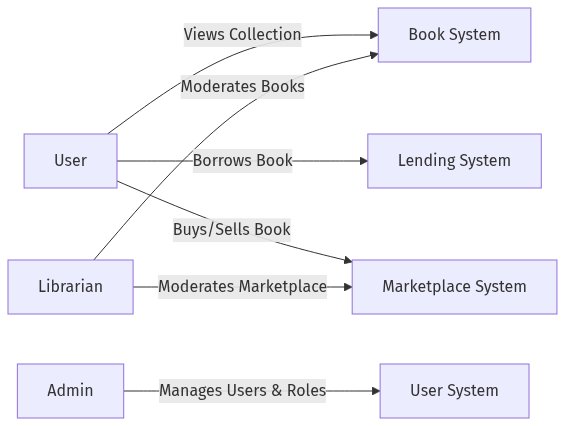 Views Collection
Book System
Moderates Books
User
Borrows Book
Lending System
Buys/Sells Book
Librarian
Moderates Marketplace
Marketplace System
Admin
Manages Users & Roles
User System